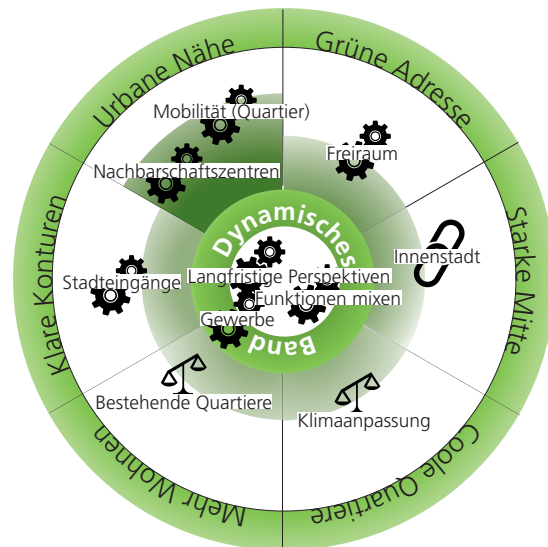 Urbane Nähe
Grüne Adresse
Mobilität (Quartier)
Freiraum
Nachbarschaftszentren
Klare Konturen
Starke Mitte
Dynamisches
Innenstadt
Stadteingänge
Langfristige Perspektiven
Funktionen mixen
Gewerbe
Band
Bestehende Quartiere
Klimaanpassung
Mehr Wohnen
Coole Quartiere